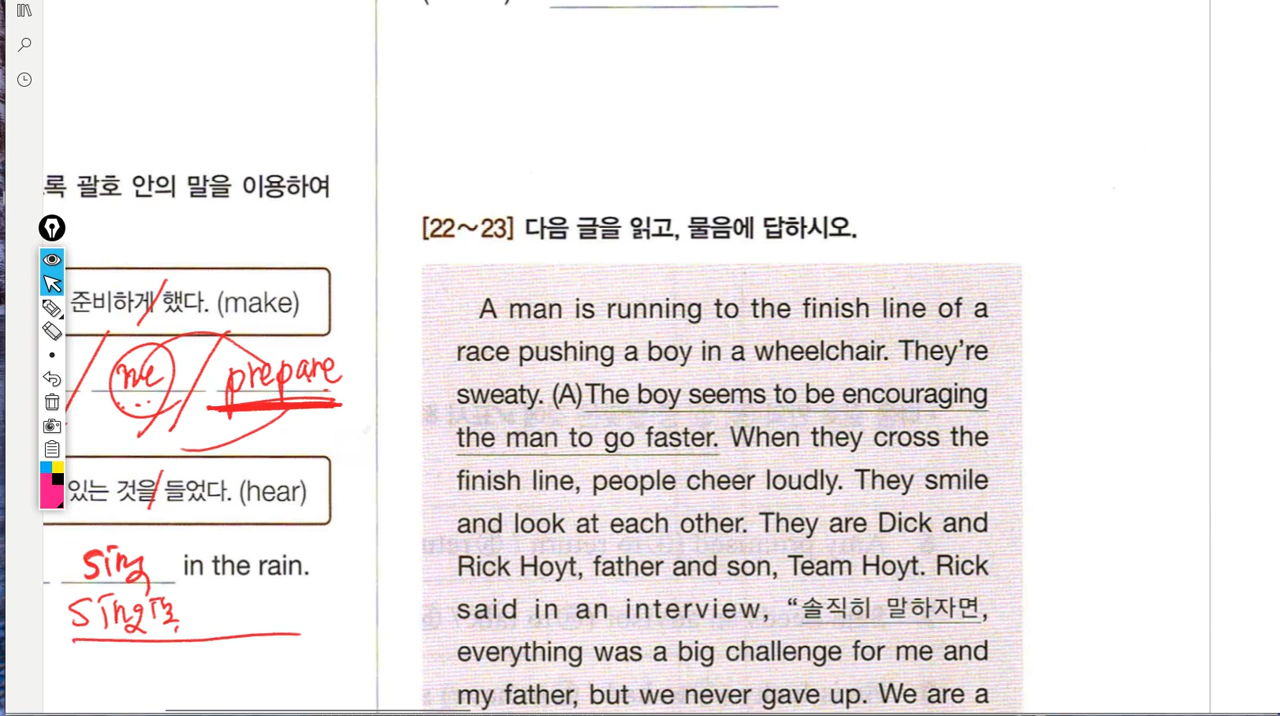 록 괄호 안의 말을 이용하여
준비하게 했다. (make)
me prepare
있는 것을 들었다. (hear)
sing in the rain.
singing
[22～23] 다음 글을 읽고, 물음에 답하시오.
A man is running to the finish line of a
race pushing a boy in a wheelchair. They're
sweaty. (A) The boy seems to be encouraging
the man to go faster. When they cross the
finish line, people cheer loudly. They smile
and look at each other. They are Dick and
Rick Hoyt, father and son, Team Hoyt. Rick
said in an interview, “솔직히 말하자면,
everything was a big challenge for me and
my father, but we never gave up. We are a